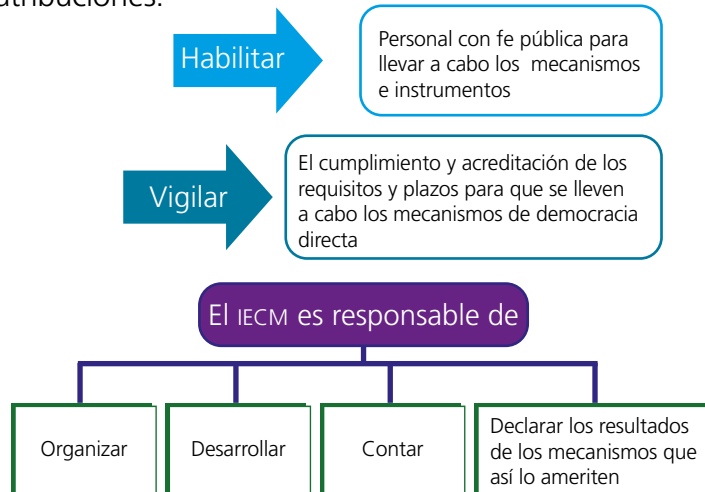 atribuciones.
Habilitar
Personal con fe pública para
llevar a cabo los mecanismos
e instrumentos
Vigilar
El cumplimiento y acreditación de los
requisitos y plazos para que se lleven
a cabo los mecanismos de democracia
directa
El IECM es responsable de
Organizar
Desarrollar
Contar
Declarar los resultados
de los mecanismos que
así lo ameriten